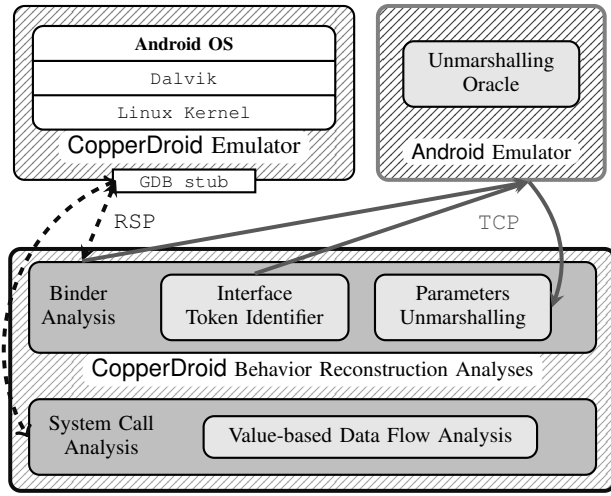 Android OS
Dalvik
Linux Kernel
CopperDroid Emulator
GDB stub
Unmarshalling
Oracle
Android Emulator
RSP
TCP
Binder
Analysis
Interface
Token Identifier
Parameters
Unmarshalling
CopperDroid Behavior Reconstruction Analyses
System Call
Analysis
Value-based Data Flow Analysis